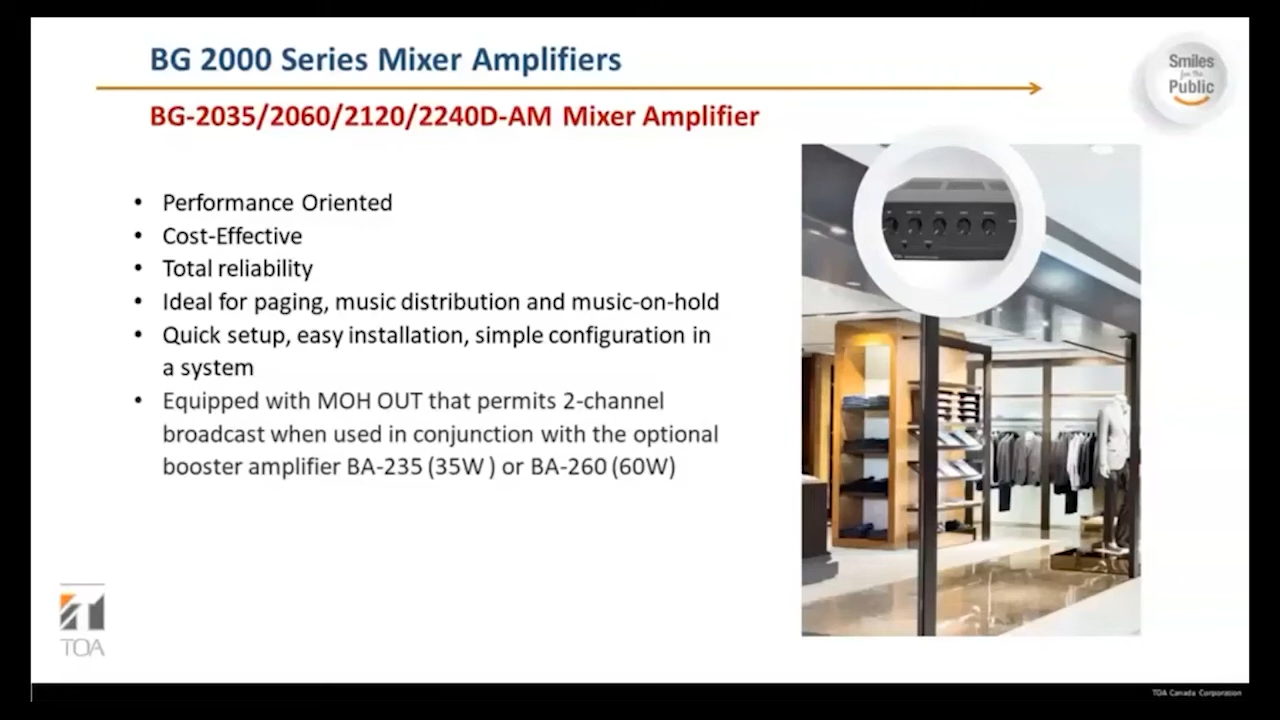 BG 2000 Series Mixer Amplifiers
Smiles
for the
Public
BG-2035/2060/2120/2240D-AM Mixer Amplifier
• Performance Oriented
• Cost-Effective
• Total reliability
• Ideal for paging, music distribution and music-on-hold
• Quick setup, easy installation, simple configuration in
a system
• Equipped with MOH OUT that permits 2-channel
broadcast when used in conjunction with the optional
booster amplifier BA-235 (35W ) or BA-260 (60W)
TOA
TOA Canada Corporation